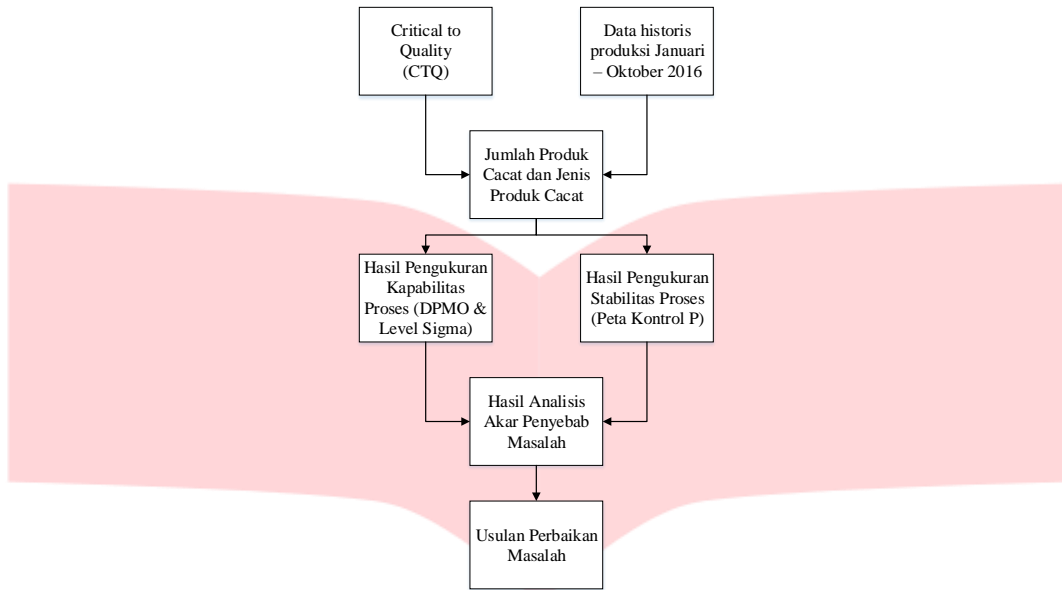 Critical to
Quality
(CTQ)
Data historis
produksi Januari
– Oktober 2016
Jumlah Produk
Cacat dan Jenis
Produk Cacat
Hasil Pengukuran
Kapabilitas
Proses (DPMO &
Level Sigma)
Hasil Pengukuran
Stabilitas Proses
(Peta Kontrol P)
Hasil Analisis
Akar Penyebab
Masalah
Usulan Perbaikan
Masalah